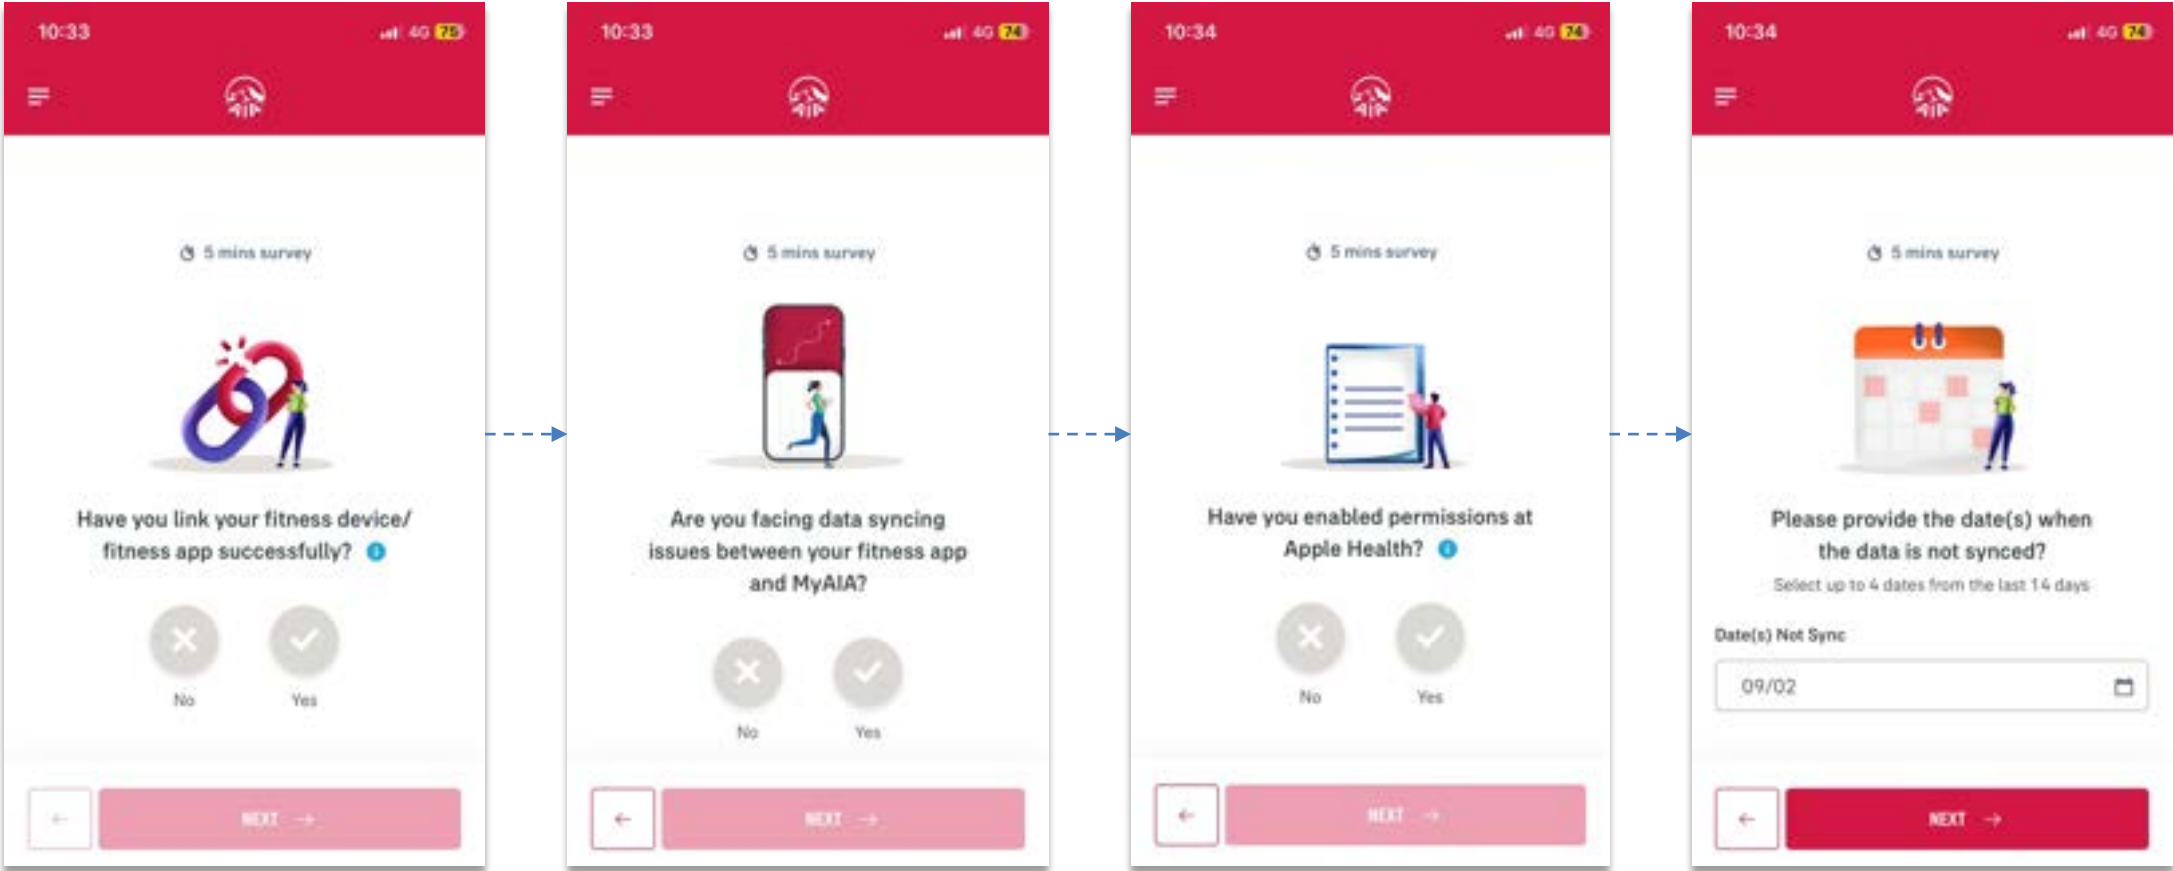 10:33
4G 75
AIA
5 mins survey
Have you link your fitness device/
fitness app successfully?
No
Yes
NEXT
10:33
4G 74
AIA
5 mins survey
Are you facing data syncing
issues between your fitness app
and MyAIA?
No
Yes
NEXT
10:34
4G 74
AIA
5 mins survey
Have you enabled permissions at
Apple Health?
No
Yes
NEXT
10:34
4G 74
AIA
5 mins survey
Please provide the date(s) when
the data is not synced?
Select up to 4 dates from the last 14 days
Date(s) Not Sync
09/02
NEXT